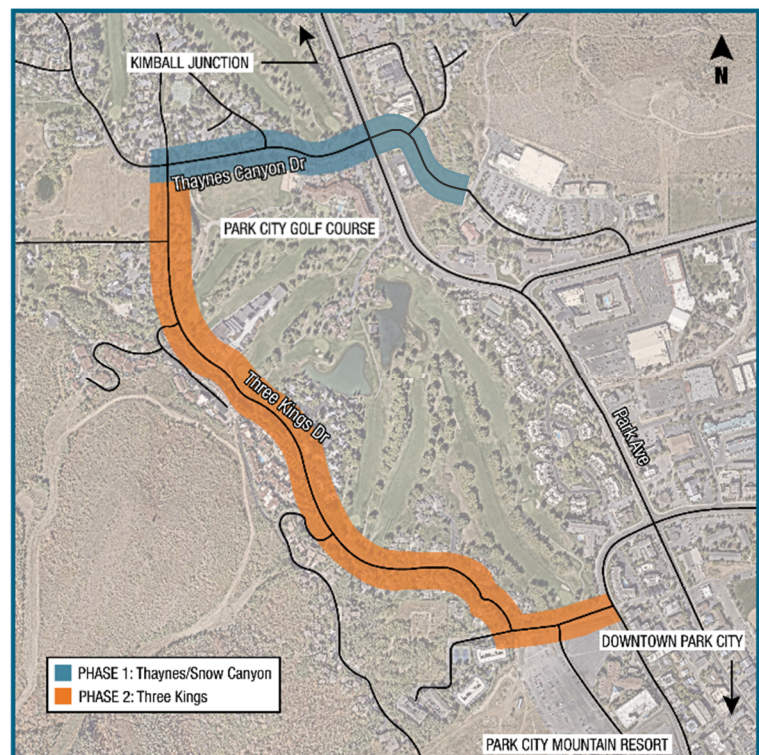 KIMBALL JUNCTION
N
Thaynes Canyon Dr
PARK CITY GOLF COURSE
Three Kings Dr
Park Ave
DOWNTOWN PARK CITY
PHASE 1: Thaynes/Snow Canyon
PHASE 2: Three Kings
PARK CITY MOUNTAIN RESORT